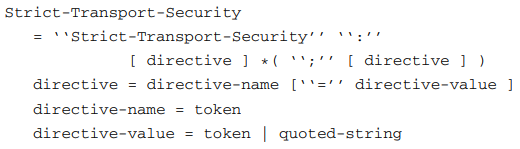 Strict-Transport-Security
= ``Strict-Transport-Security'' ``:''
[ directive ] *( ``;'' [ directive ] )
directive = directive-name [``='' directive-value ]
directive-name = token
directive-value = token | quoted-string